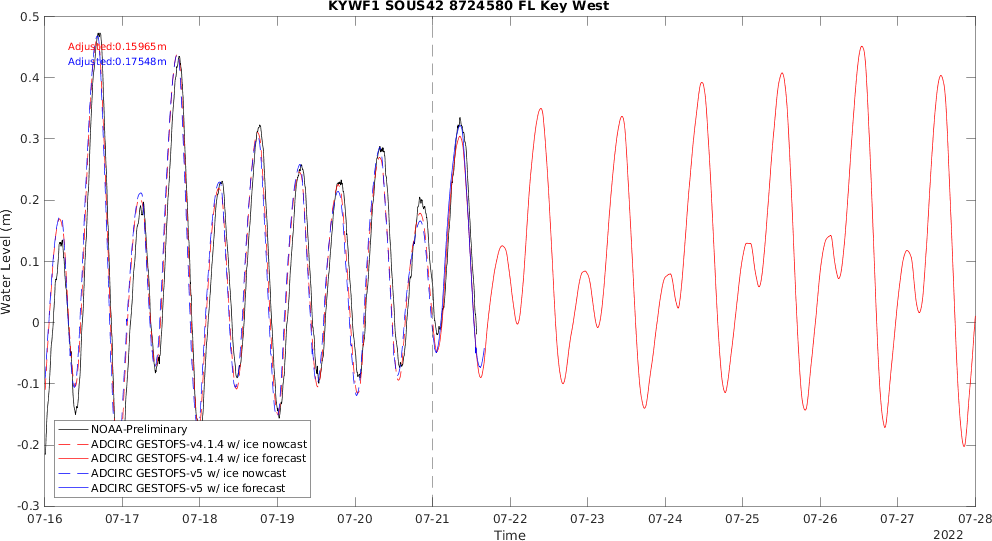 KYWF1 SOUS42 8724580 FL Key West
0.5
0.4
0.3
0.2
0.1
0
-0.1
-0.2
-0.3
Water Level (m)
Adjusted:0.15965m
Adjusted:0.17548m
NOAA-Preliminary
ADCIRC GESTOFS-v4.1.4 w/ ice nowcast
ADCIRC GESTOFS-v4.1.4 w/ ice forecast
ADCIRC GESTOFS-v5 w/ ice nowcast
ADCIRC GESTOFS-v5 w/ ice forecast
07-16 07-17 07-18 07-19 07-20 07-21 07-22 07-23 07-24 07-25 07-26 07-27 07-28
Time
2022